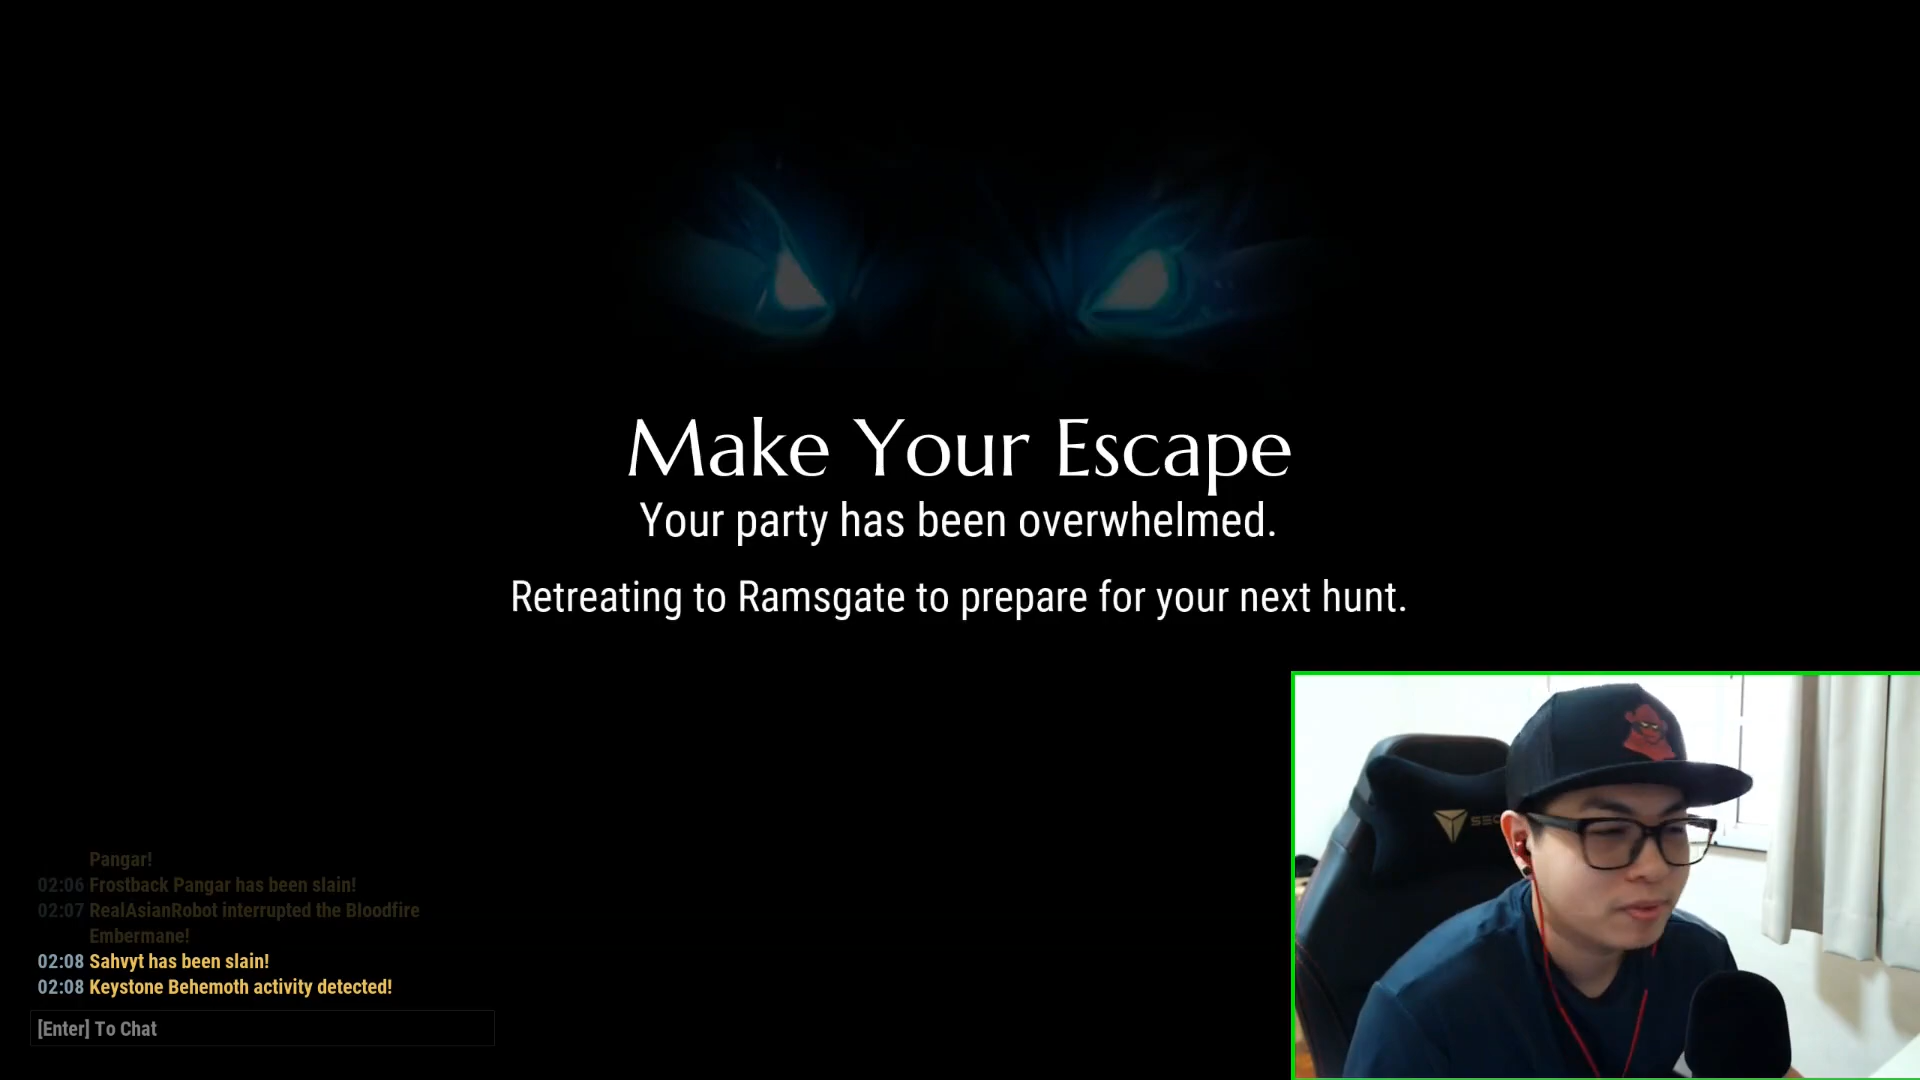 Make Your Escape
Your party has been overwhelmed.
Retreating to Ramsgate to prepare for your next hunt.
Pangar!
02:06 Frostback Pangar has been slain!
02:07 RealAsianRobot interrupted the Bloodfire
Embermane!
02:08 Sahvyt has been slain!
02:08 Keystone Behemoth activity detected!
[Enter] To Chat